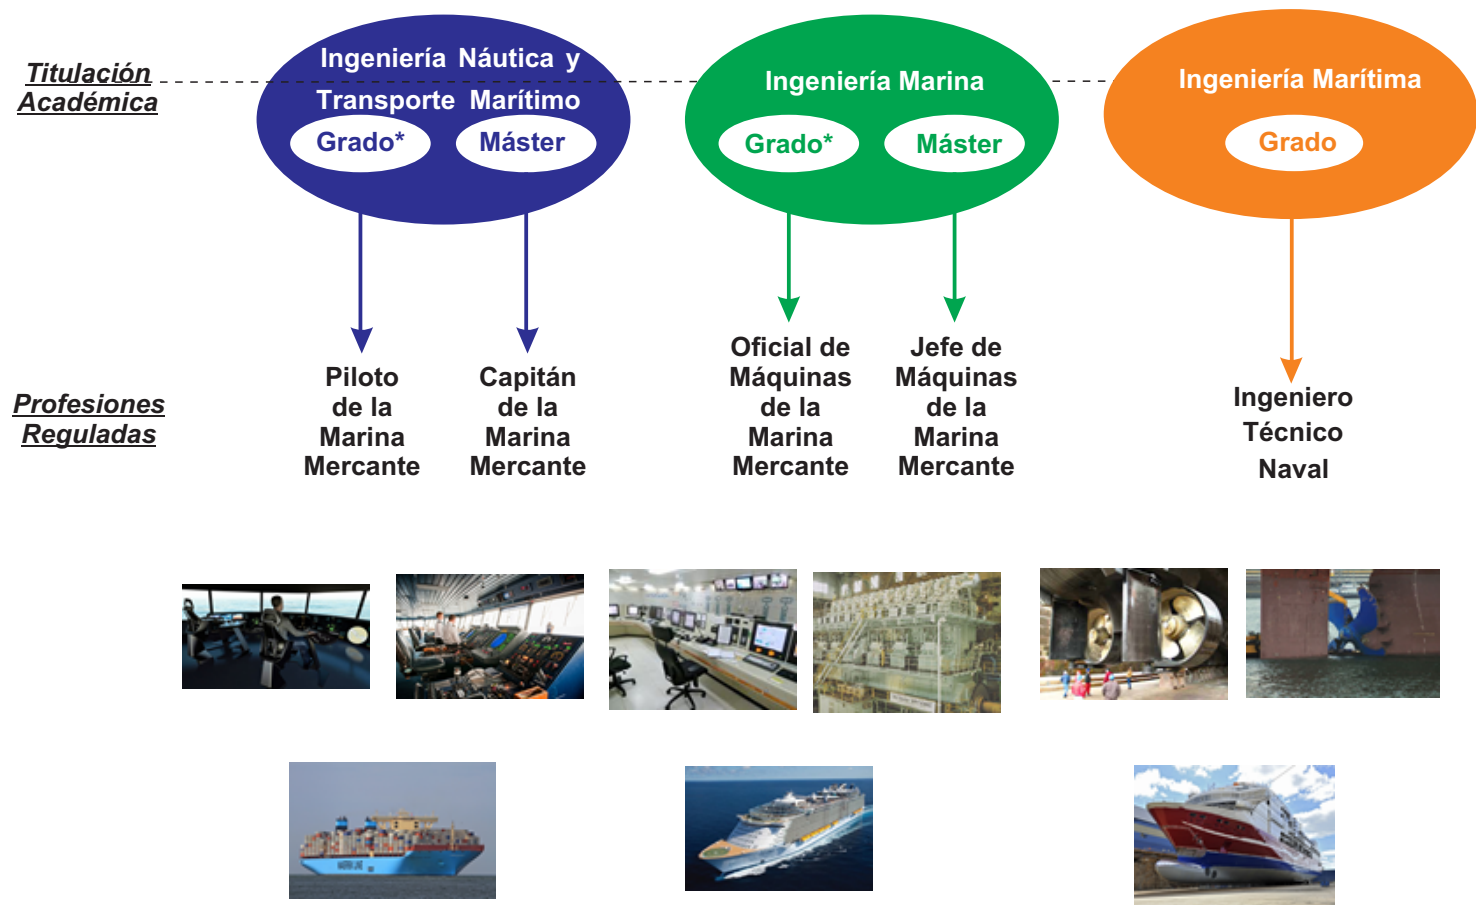 Titulación
Académica
Ingeniería Náutica y
Transporte Marítimo
Grado*
Máster
Ingeniería Marina
Grado*
Máster
Ingeniería Marítima
Grado
Profesiones
Reguladas
Piloto
de la
Marina
Mercante
Capitán
de la
Marina
Mercante
Oficial de
Máquinas
de la
Marina
Mercante
Jefe de
Máquinas
de la
Marina
Mercante
Ingeniero
Técnico
Naval
MAERSK LINE